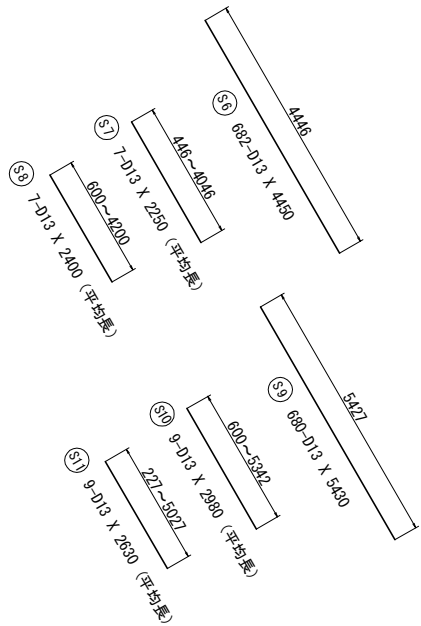 4446
S6
682-D13 X 4450
446～4046
S7
7-D13 X 2250 (平均長)
600～4200
S8
7-D13 X 2400 (平均長)
5427
S9
680-D13 X 5430
600～5342
S10
9-D13 X 2980 (平均長)
227～5027
S11
9-D13 X 2630 (平均長)